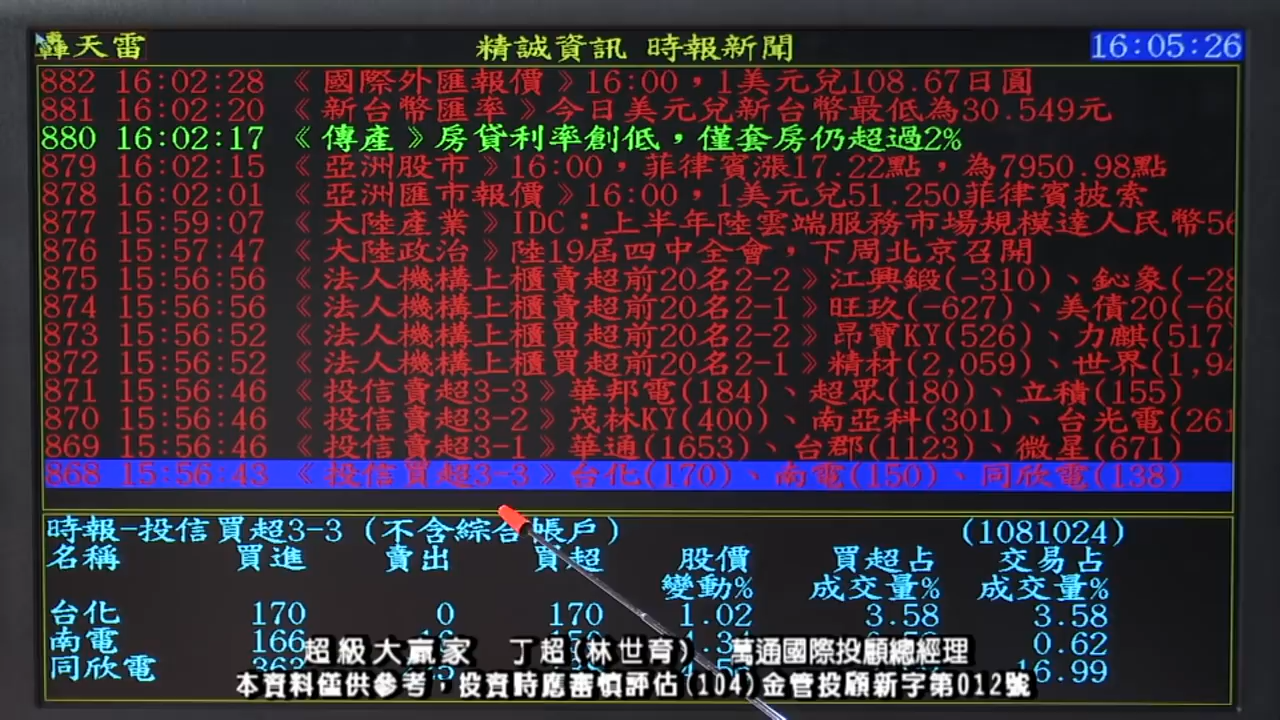 轟天雷 精誠資訊 時報新聞 16:05:26
882 16:02:28 《國際外匯報價》16:00，1美元兌108.67日圓
881 16:02:20 《新台幣匯率》今日美元兌新台幣最低為30.549元
880 16:02:17 《傳產》房貸利率創低，僅套房仍超過2%
879 16:02:15 《亞洲股市》16:00，菲律賓漲17.22點，為7950.98點
878 16:02:01 《亞洲匯市報價》16:00，1美元兌51.250菲律賓披索
877 15:59:07 《大陸產業》IDC：上半年陸雲端服務市場規模達人民幣56
876 15:57:47 《大陸政治》陸19屆四中全會，下周北京召開
875 15:56:56 《法人機構上櫃賣超前20名2-2》江興鍛(-310)、鈊象(-28
874 15:56:56 《法人機構上櫃賣超前20名2-1》旺玖(-627)、美債20(-60
873 15:56:52 《法人機構上櫃買超前20名2-2》昂寶KY(526)、力麒(517)
872 15:56:52 《法人機構上櫃買超前20名2-1》精材(2,059)、世界(1,94
871 15:56:46 《投信賣超3-3》華邦電(184)、超眾(180)、立積(155)
870 15:56:46 《投信賣超3-2》茂林KY(400)、南亞科(301)、台光電(261
869 15:56:46 《投信賣超3-1》華通(1653)、台郡(1123)、微星(671)
868 15:56:43 《投信買超3-3》台化(170)、南電(150)、同欣電(138)
時報-投信買超3-3 (不含綜合帳戶) (1081024)
名稱 買進 賣出 買超 股價 買超占 交易占
變動% 成交量% 成交量%
台化 170 0 170 1.02 3.58 3.58
南電 166 0.62
同欣電 16.99
超級大贏家 丁超(林世育) 萬通國際投顧總經理
本資料僅供參考，投資時應審慎評估(104)金管投顧新字第012號